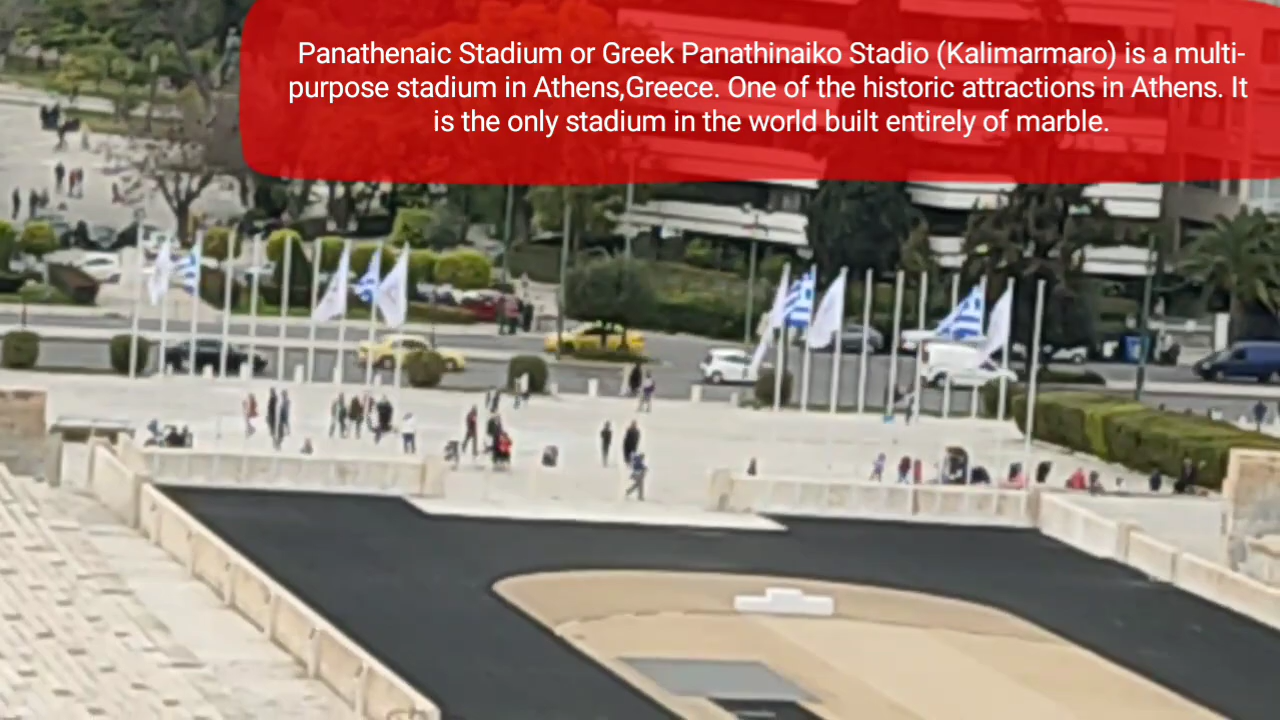 Panathenaic Stadium or Greek Panathinaiko Stadio (Kalimarmaro) is a multi-
purpose stadium in Athens,Greece. One of the historic attractions in Athens. It
is the only stadium in the world built entirely of marble.